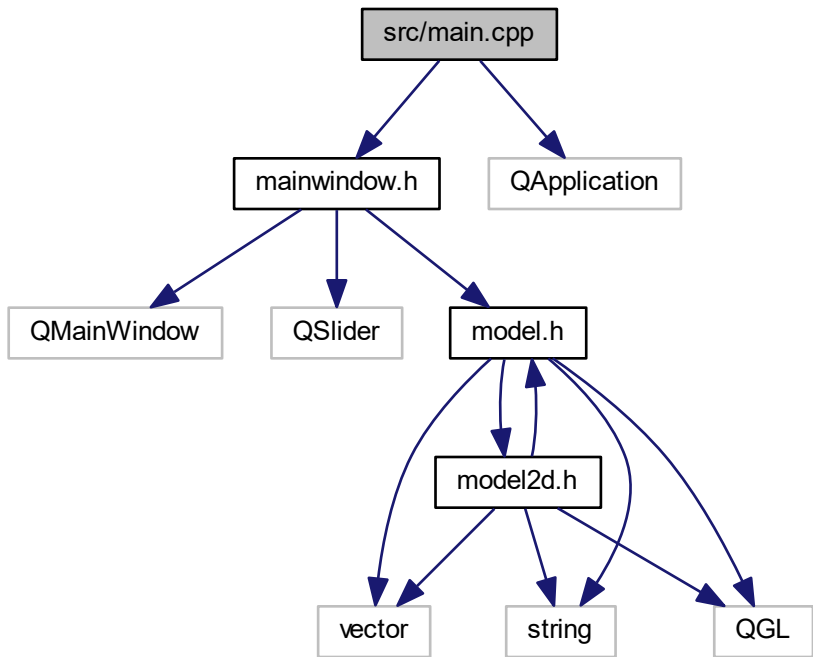 src/main.cpp
mainwindow.h
QApplication
QMainWindow
QSlider
model.h
model2d.h
vector
string
QGL